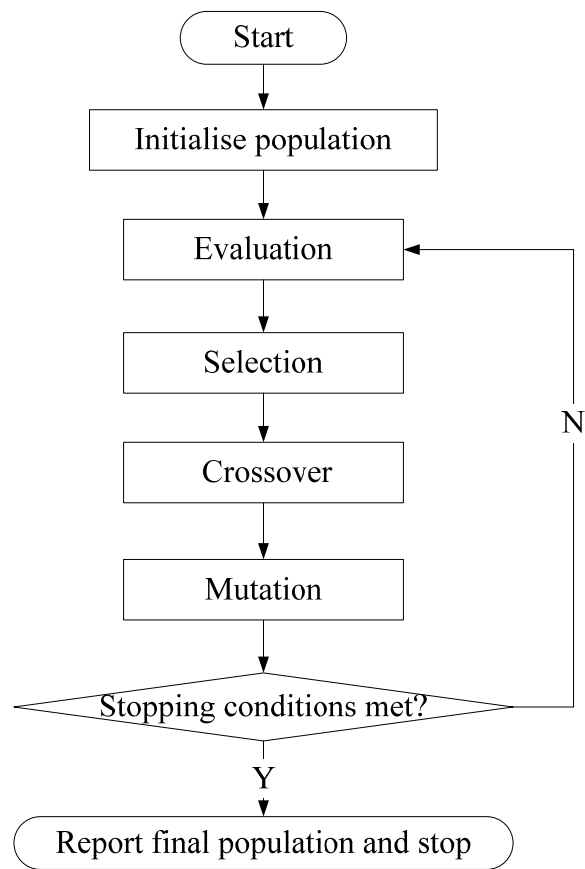 Start
Initialise population
Evaluation
Selection
N
Crossover
Mutation
Stopping conditions met?
Y
Report final population and stop